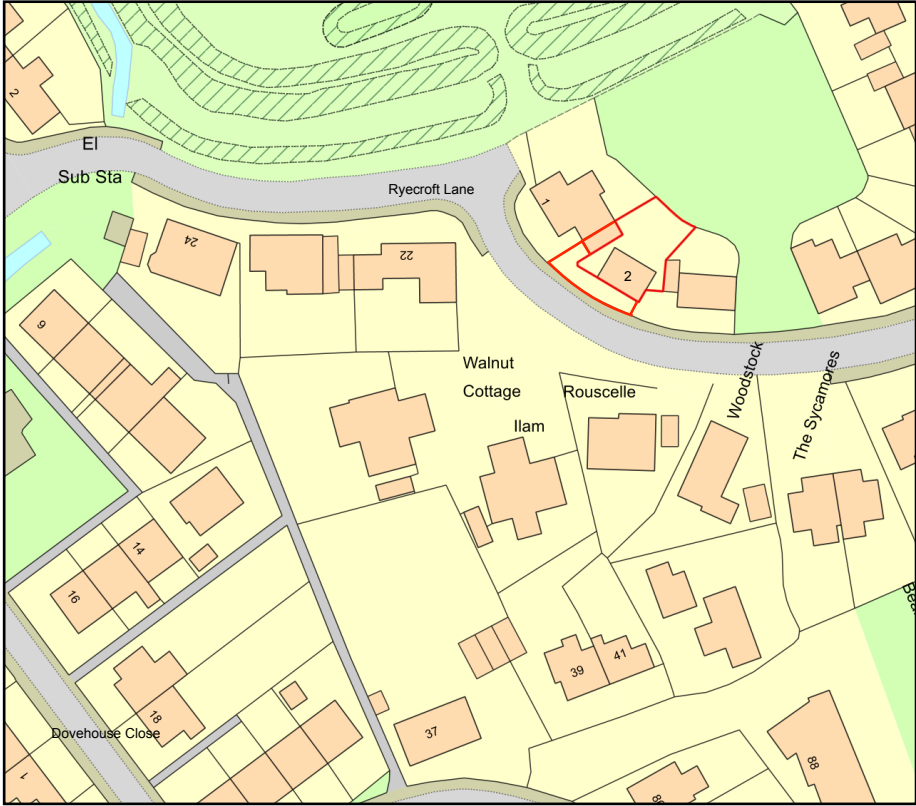 2
El
Sub Sta
Ryecroft Lane
1
24
22
2
9
Walnut
Cottage
Rouscelle
Ilam
Woodstock
The Sycamores
14
16
18
39
41
37
Dovehouse Close
1
88